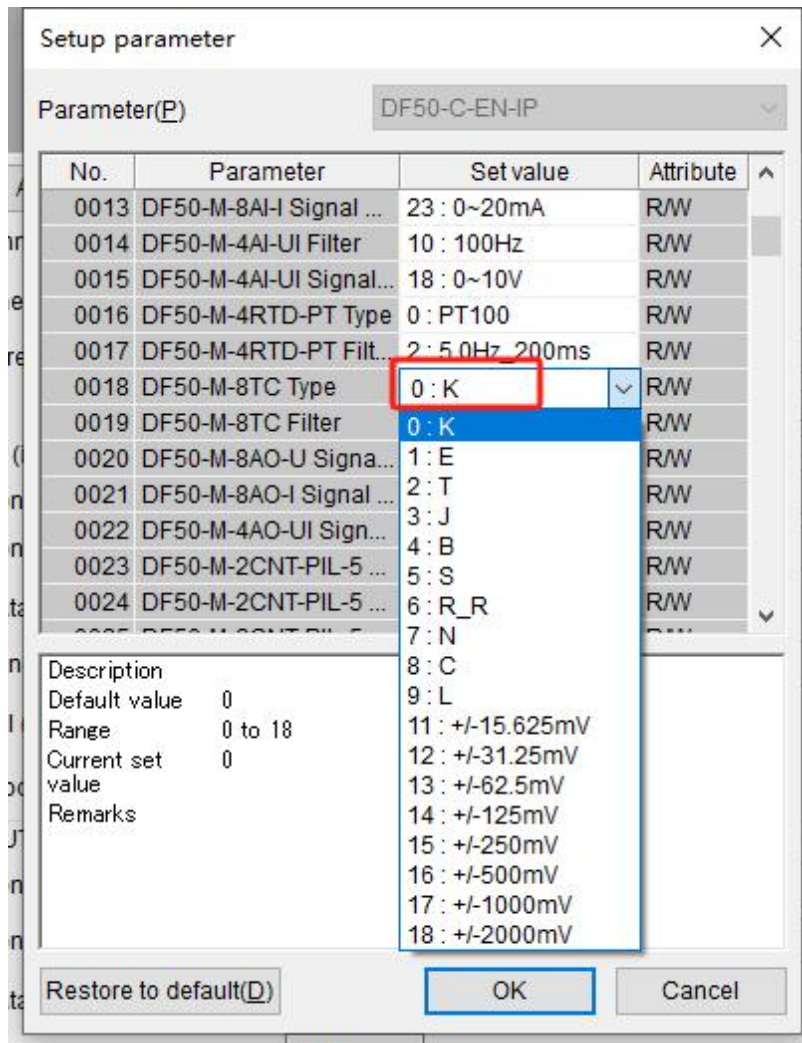 Setup parameter
Parameter(P) DF50-C-EN-IP
No. Parameter Set value Attribute
0013 DF50-M-8AI-I Signal ... 23 : 0~20mA R/W
0014 DF50-M-4AI-UI Filter 10 : 100Hz R/W
0015 DF50-M-4AI-UI Signal... 18 : 0~10V R/W
0016 DF50-M-4RTD-PT Type 0 : PT100 R/W
0017 DF50-M-4RTD-PT Filt... 2 : 5.0Hz_200ms R/W
0018 DF50-M-8TC Type 0 : K R/W
0019 DF50-M-8TC Filter R/W
0020 DF50-M-8AO-U Signa... R/W
0021 DF50-M-8AO-I Signal ... R/W
0022 DF50-M-4AO-UI Sign... R/W
0023 DF50-M-2CNT-PIL-5 ... R/W
0024 DF50-M-2CNT-PIL-5 ... R/W
0 : K
1 : E
2 : T
3 : J
4 : B
5 : S
6 : R_R
7 : N
8 : C
9 : L
11 : +/-15.625mV
12 : +/-31.25mV
13 : +/-62.5mV
14 : +/-125mV
15 : +/-250mV
16 : +/-500mV
17 : +/-1000mV
18 : +/-2000mV
Description
Default value 0
Range 0 to 18
Current set 0
value
Remarks
Restore to default(D) OK Cancel